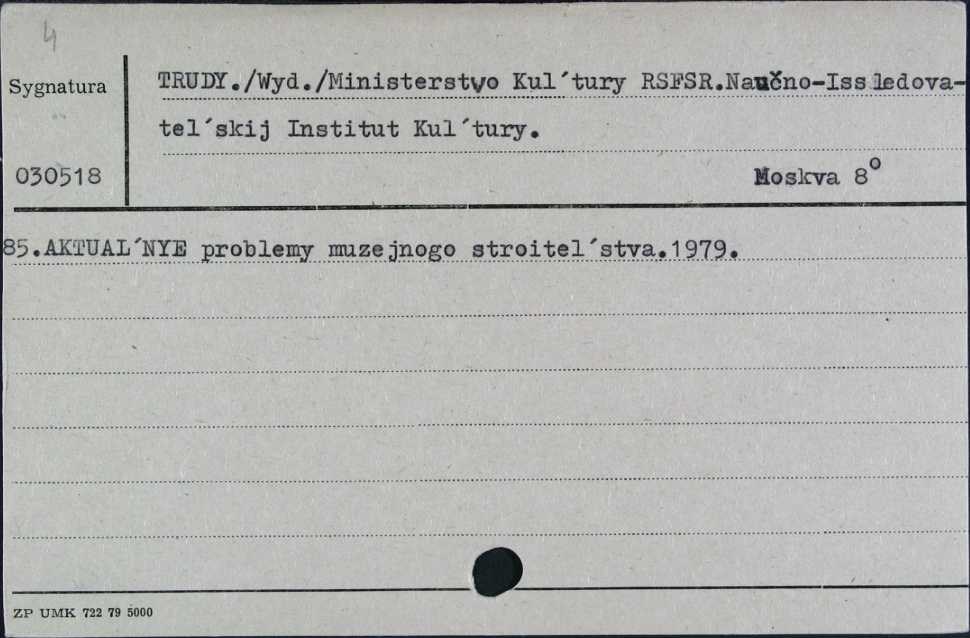 4
Sygnatura
TRUDY./Wyd./Ministerstvo Kul´tury RSFSR.Naučno-Issledova-
tel´skij Institut Kul´tury.
030518
Moskva 8°
85.AKTUAL´NYE problemy muzejnogo stroitel´stva.1979.
ZP UMK 722 79 5000